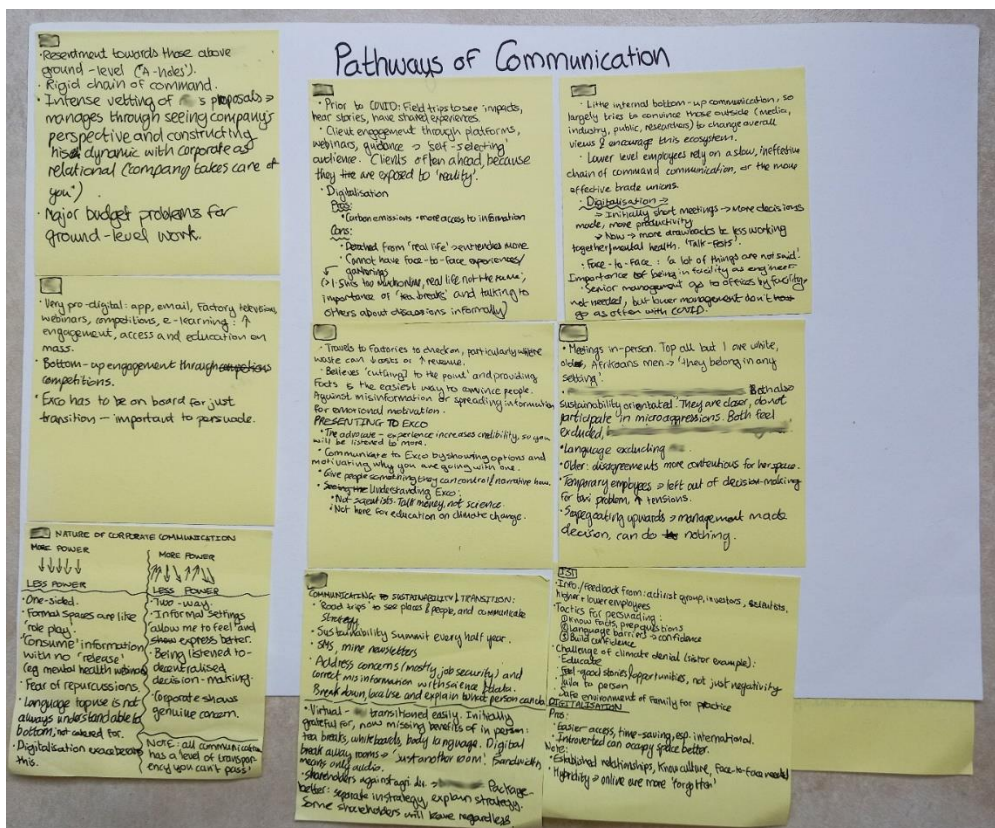 Pathways of Communication
· Resentment towards those above
ground-level ('A-holes').
· Rigid chain of command.
· Intense vetting of 's proposals →
manages through seeing company's
perspective and constructing
his dynamic with corporate as
relational ('company takes care of
you')
· Major budget problems for
ground-level work.
· Very pro-digital: app, email, Factory televisions,
webinars, competitions, e-learning: ↑
engagement, access and education on
mass.
· Bottom-up engagement through
competitions.
· Exco has to be on board for just
transition – important to persuade.
NATURE OF CORPORATE COMMUNICATION
MORE POWER
↓↓↓↓↓
LESS POWER
· One-sided.
· Formal spaces are like
'role play'.
· 'Consume' information
with no 'release'
(eg mental health webinars)
· Fear of repurcussions.
· Language top use is not
always understandable to
bottom, not catered for.
· Digitalisation exacerbates
this.
MORE POWER
LESS POWER
· Two-way.
· Informal settings
allow me to feel and
express better.
· Being listened to-
decentralised
decision-making.
· Corporate shows
genuine concern.
NOTE: all communication
has a level of transpar-
ency you can't 'pass'
· Prior to COVID: Field trips to see impacts,
hear stories, have shared experiences.
· Client engagement through platforms,
webinars, guidance → 'self-selecting'
audience. Clients often ahead, because
they are exposed to 'reality'.
· Digitalisation
Pros:
· ↓ Carbon emissions · more access to information
Cons:
· Detached from 'real life'
· Cannot have face-to-face experiences/
gatherings
real life not the same,
importance of 'tea breaks' and talking to
others about discussions informally
· Little internal bottom-up communication, so
largely tries to convince those outside (media,
industry, public, researchers) to change overall
views & encourage this ecosystem.
· Lower level employees rely on a slow, ineffective
chain of command communication, or the more
effective trade unions.
· Digitalisation →
→ Initially short meetings → More decisions
made, more productivity
→ Now → more drawbacks be less working
together/mental health. 'Talk-fests'.
· Face-to-Face: 'a lot of things are not said'.
Importance of being in facility as engineer
· Senior management go to offices by facility,
not needed, but lower management don't
go as often with COVID.
· Travels to Factories to check on, particularly where
waste can ↓ costs or ↑ revenue.
· Believes 'cutting to the point' and providing
Facts is the easiest way to convince people.
Against misinformation or spreading information
for emotional motivation.
PRESENTING TO EXCO
· The advocate – experience increases credibility, so you
will be listened to more.
· Communicate to Exco by showing options and
motivating why you are going with one.
· Give people something they can control/narrative
· Understanding Exco:
· Not scientists. Talk money, not science.
· Not here for education on climate change.
· Meetings in-person. Top all but 1 are white,
older, Afrikaans men → 'They belong in any
setting'.
Both also
sustainability orientated. They are closer, do not
participate in microaggressions. Both feel
excluded,
· Language excluding
· Older: disagreements more contentious for her space.
· Temporary employees → left out of decision-making
for problem, ↑ tensions.
· Segregating upwards → management made
decision, can do nothing.
COMMUNICATING SUSTAINABILITY/TRANSITION:
· Road trips to see places & people, and communicate
strategy
· Sustainability Summit every half year.
· SMS, mine newsletters
· Address concerns (mostly job security) and
correct misinformation with science/data.
Break down, localise and explain what person can do
· Virtual – transitioned easily. Initially
grateful for, now missing benefits of in person:
tea breaks, whiteboards, body language. Digital
break away rooms → 'just another room'. Bandwidth
means only audio.
· Shareholders against agri Package
better: separate in strategy, explain strategy.
Some shareholders will leave regardless
· Info/feedback from: activist group, investors, scientists,
higher & lower employees
· Tactics for persuading:
① Know facts, prep questions
② Language barriers → confidence
③ Build confidence
· Challenge of climate denial (sister example):
· Educate
· Feel-good stories/opportunities, not just negativity
· Tailor to person
· Safe environment of family for practice
DIGITALISATION
Pros:
· Easier access, time-saving, esp. international.
· Introverted can occupy space better.
Note:
· Established relationships, Know culture, Face-to-Face needed
· Hybridity → online are more 'forgotten'